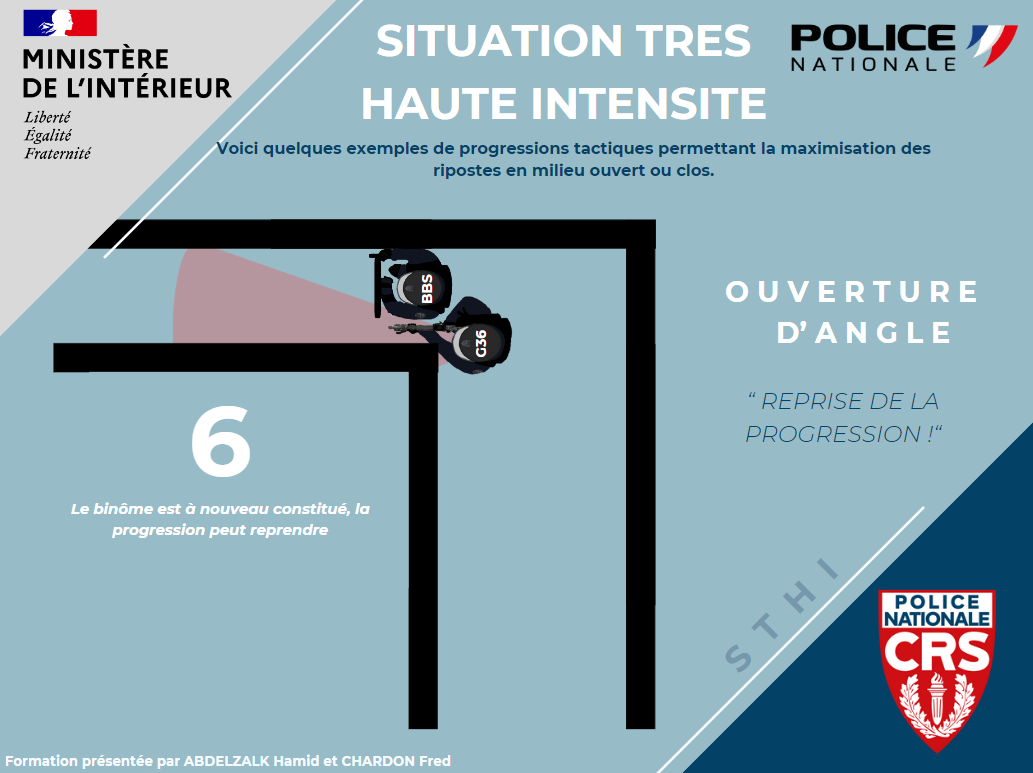 MINISTÈRE
DE L'INTÉRIEUR
Liberté
Égalité
Fraternité
SITUATION TRES
HAUTE INTENSITE
POLICE
NATIONALE
Voici quelques exemples de progressions tactiques permettant la maximisation des
ripostes en milieu ouvert ou clos.
BBS
G36
OUVERTURE
D’ANGLE
“ REPRISE DE LA
PROGRESSION !“
6
Le binôme est à nouveau constitué, la
progression peut reprendre
STHI
POLICE
NATIONALE
CRS
Formation présentée par ABDELZALK Hamid et CHARDON Fred